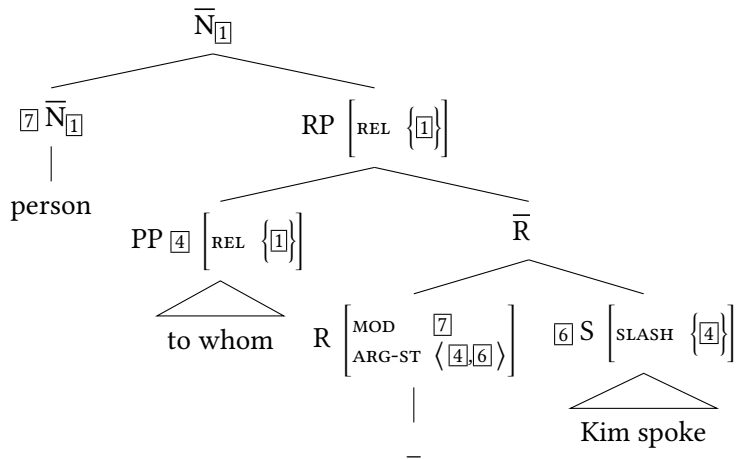 N̅[1]
[7] N̅[1] RP [REL {[1]}]
person
PP [4] [REL {[1]}] R̅
to whom R [MOD [7] ARG-ST ⟨[4],[6]⟩] [6] S [SLASH {[4]}]
Kim spoke
–